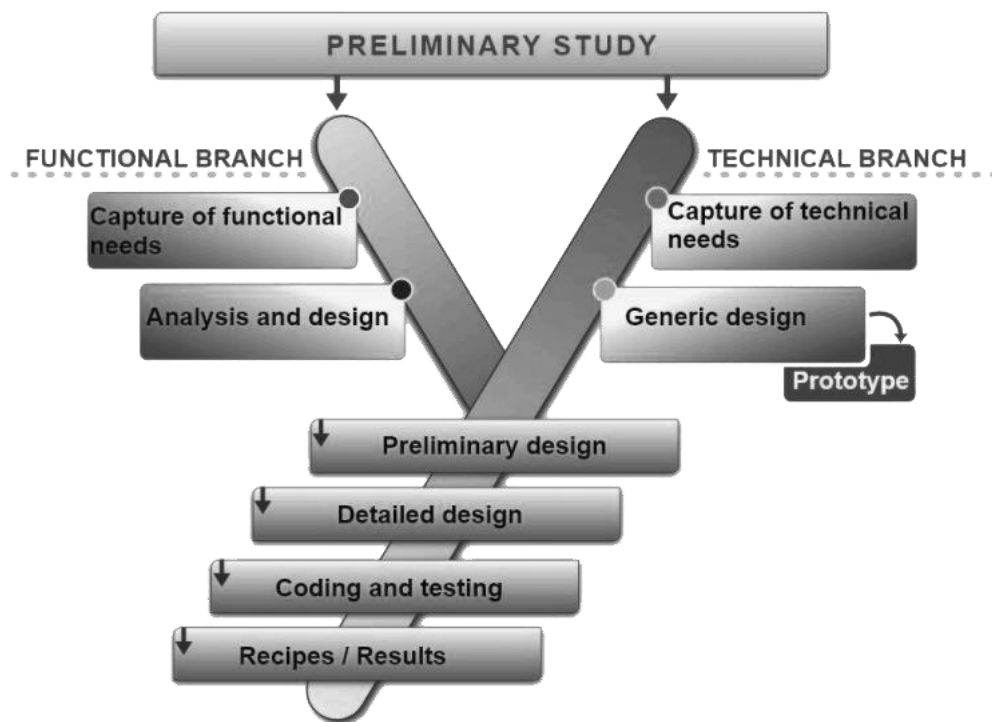 PRELIMINARY STUDY
FUNCTIONAL BRANCH
TECHNICAL BRANCH
Capture of functional
needs
Capture of technical
needs
Analysis and design
Generic design
Prototype
Preliminary design
Detailed design
Coding and testing
Recipes / Results